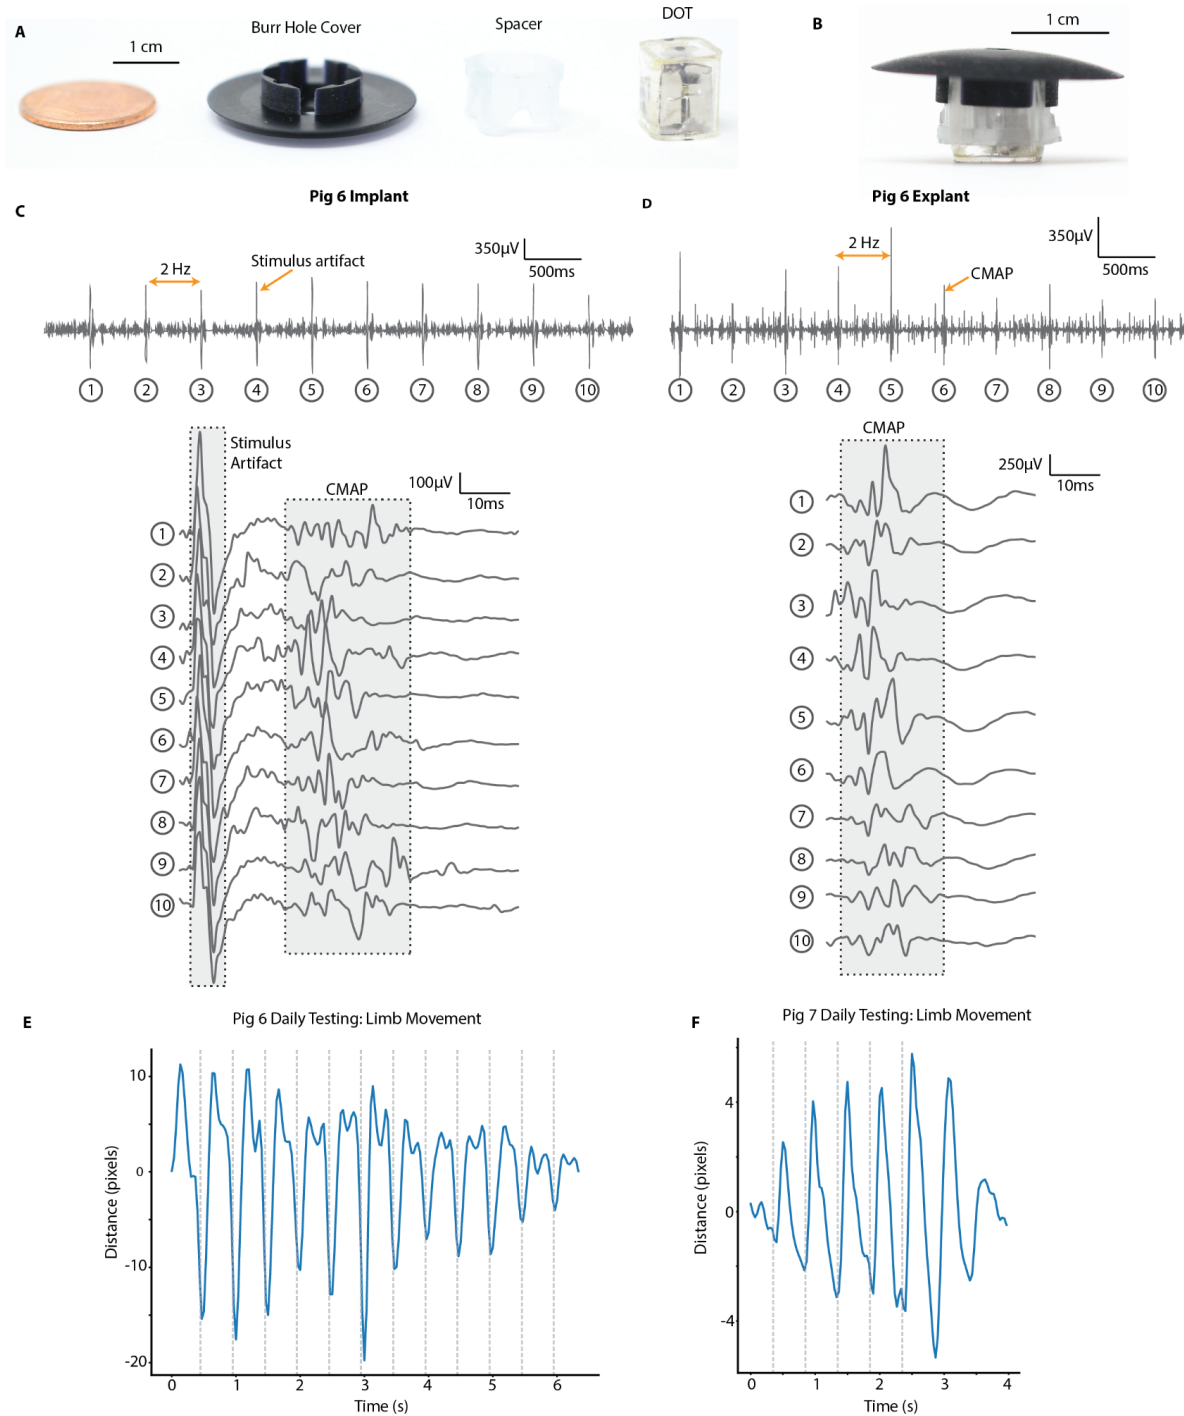 A
Burr Hole Cover
Spacer
DOT
1 cm
B
1 cm
C
Pig 6 Implant
2 Hz
Stimulus artifact
350µV
500ms
1 2 3 4 5 6 7 8 9 10
Stimulus
Artifact
CMAP
100µV
10ms
1
2
3
4
5
6
7
8
9
10
D
Pig 6 Explant
2 Hz
CMAP
350µV
500ms
1 2 3 4 5 6 7 8 9 10
CMAP
250µV
10ms
1
2
3
4
5
6
7
8
9
10
E
Pig 6 Daily Testing: Limb Movement
Distance (pixels)
10
0
-10
-20
0 1 2 3 4 5 6
Time (s)
F
Pig 7 Daily Testing: Limb Movement
Distance (pixels)
4
0
-4
0 1 2 3 4
Time (s)